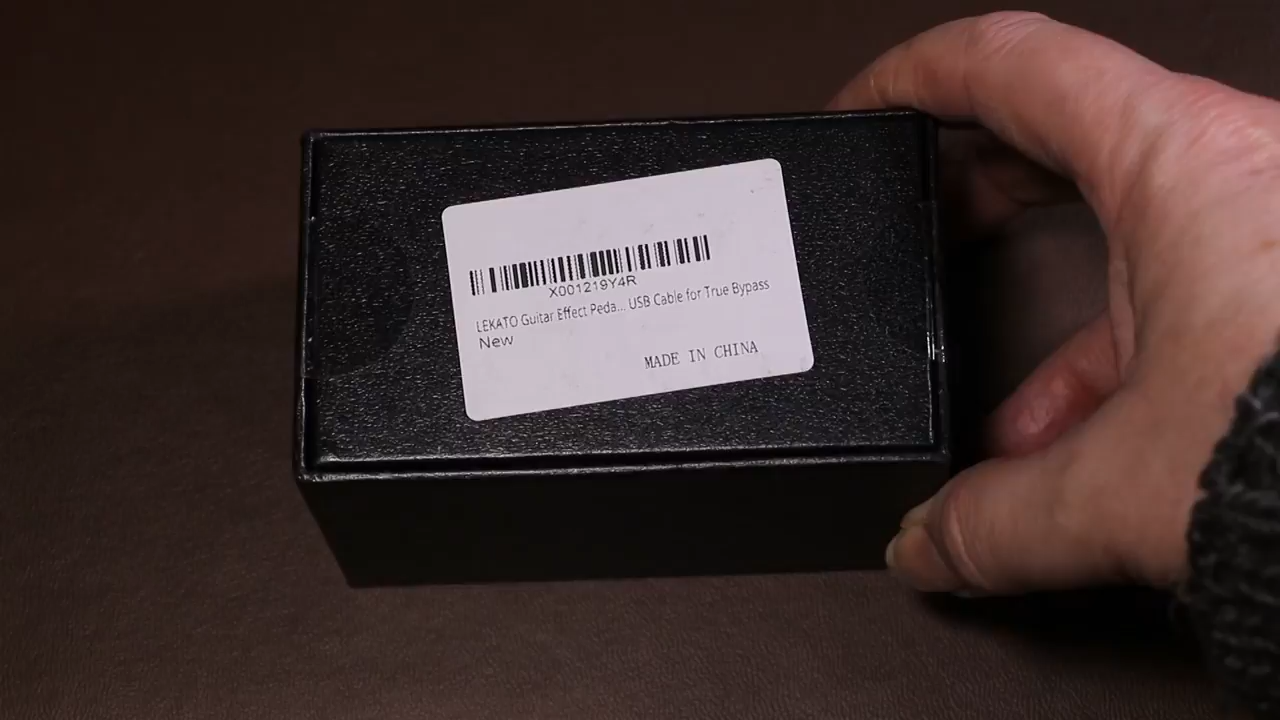 X001219Y4R
LEKATO Guitar Effect Peda... USB Cable for True Bypass
New
MADE IN CHINA